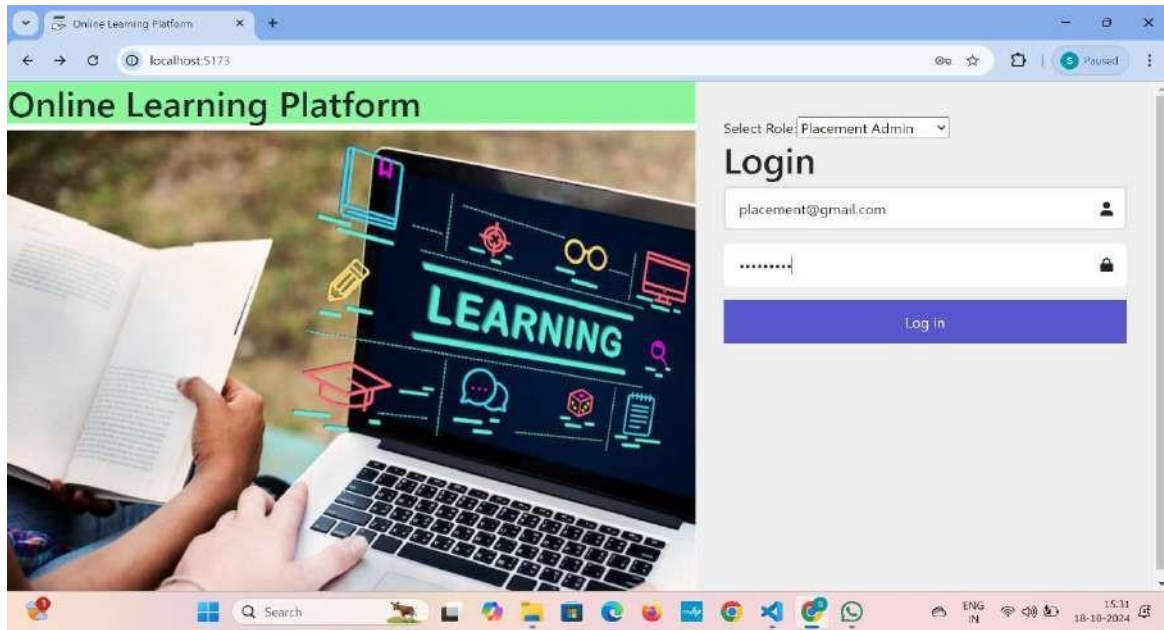 Online Learning Platform
localhost:5173
S Paused
Online Learning Platform
Select Role: Placement Admin
Login
placement@gmail.com
•••••••••
Log in
LEARNING
Search
ENG
IN
15:31
18-10-2024